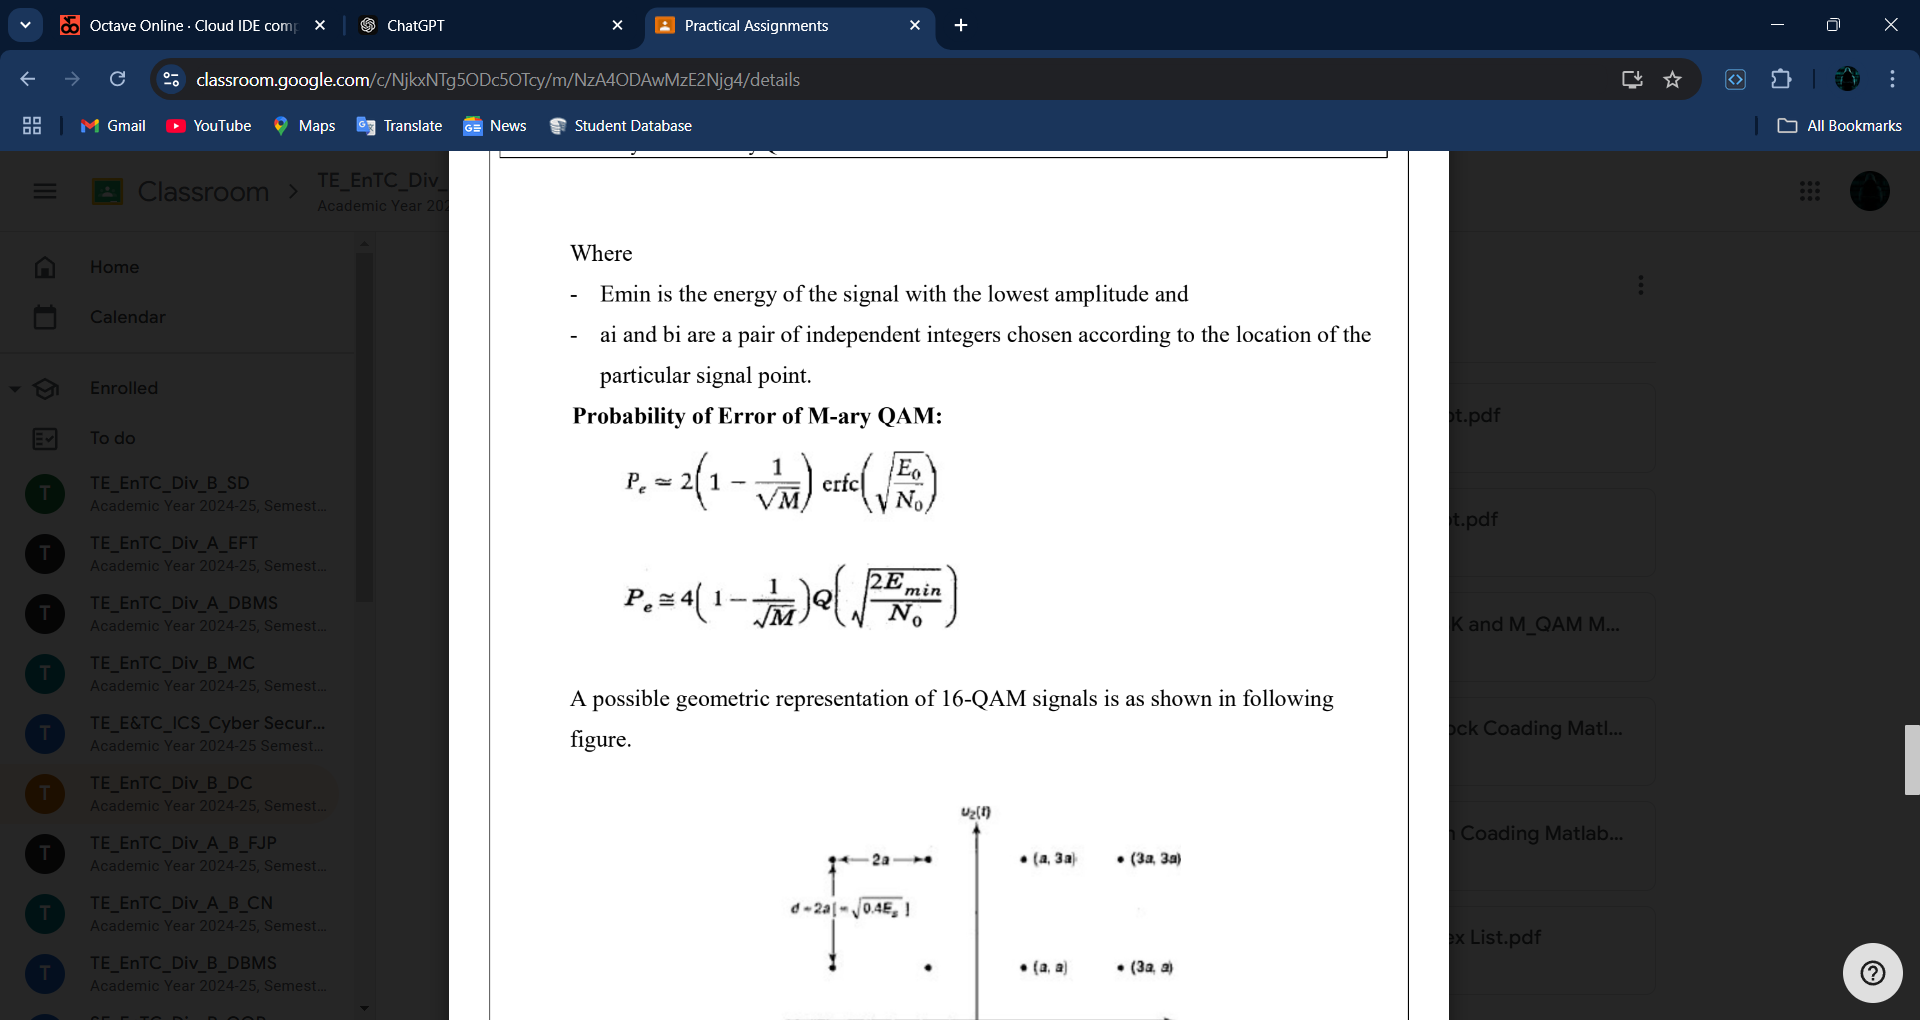 Octave Online · Cloud IDE comp
ChatGPT
Practical Assignments
classroom.google.com/c/NjkxNTg5ODc5OTcy/m/NzA4ODAwMzE2Njg4/details
Gmail
YouTube
Maps
Translate
News
Student Database
All Bookmarks
Classroom
TE_EnTC_Div_
Academic Year 202
Home
Calendar
Enrolled
To do
T
TE_EnTC_Div_B_SD
Academic Year 2024-25, Semest...
T
TE_EnTC_Div_A_EFT
Academic Year 2024-25, Semest...
T
TE_EnTC_Div_A_DBMS
Academic Year 2024-25, Semest...
T
TE_EnTC_Div_B_MC
Academic Year 2024-25, Semest...
T
TE_E&TC_ICS_Cyber Secur...
Academic Year 2024-25 Semest...
T
TE_EnTC_Div_B_DC
Academic Year 2024-25, Semest...
T
TE_EnTC_Div_A_B_FJP
Academic Year 2024-25, Semest...
T
TE_EnTC_Div_A_B_CN
Academic Year 2024-25, Semest...
T
TE_EnTC_Div_B_DBMS
Academic Year 2024-25, Semest...
Where
- Emin is the energy of the signal with the lowest amplitude and
- ai and bi are a pair of independent integers chosen according to the location of the
particular signal point.
Probability of Error of M-ary QAM:
Pe ≃ 2(1 − 1/√M) erfc(√(E0/N0))
Pe ≅ 4(1 − 1/√M)Q(√(2Emin/N0))
A possible geometric representation of 16-QAM signals is as shown in following
figure.
u2(t)
2a
(a, 3a)
(3a, 3a)
d = 2a[ = √0.4Es ]
(a, a)
(3a, a)
ot.pdf
t.pdf
K and M_QAM M...
ock Coading Matl...
n Coading Matlab...
ex List.pdf